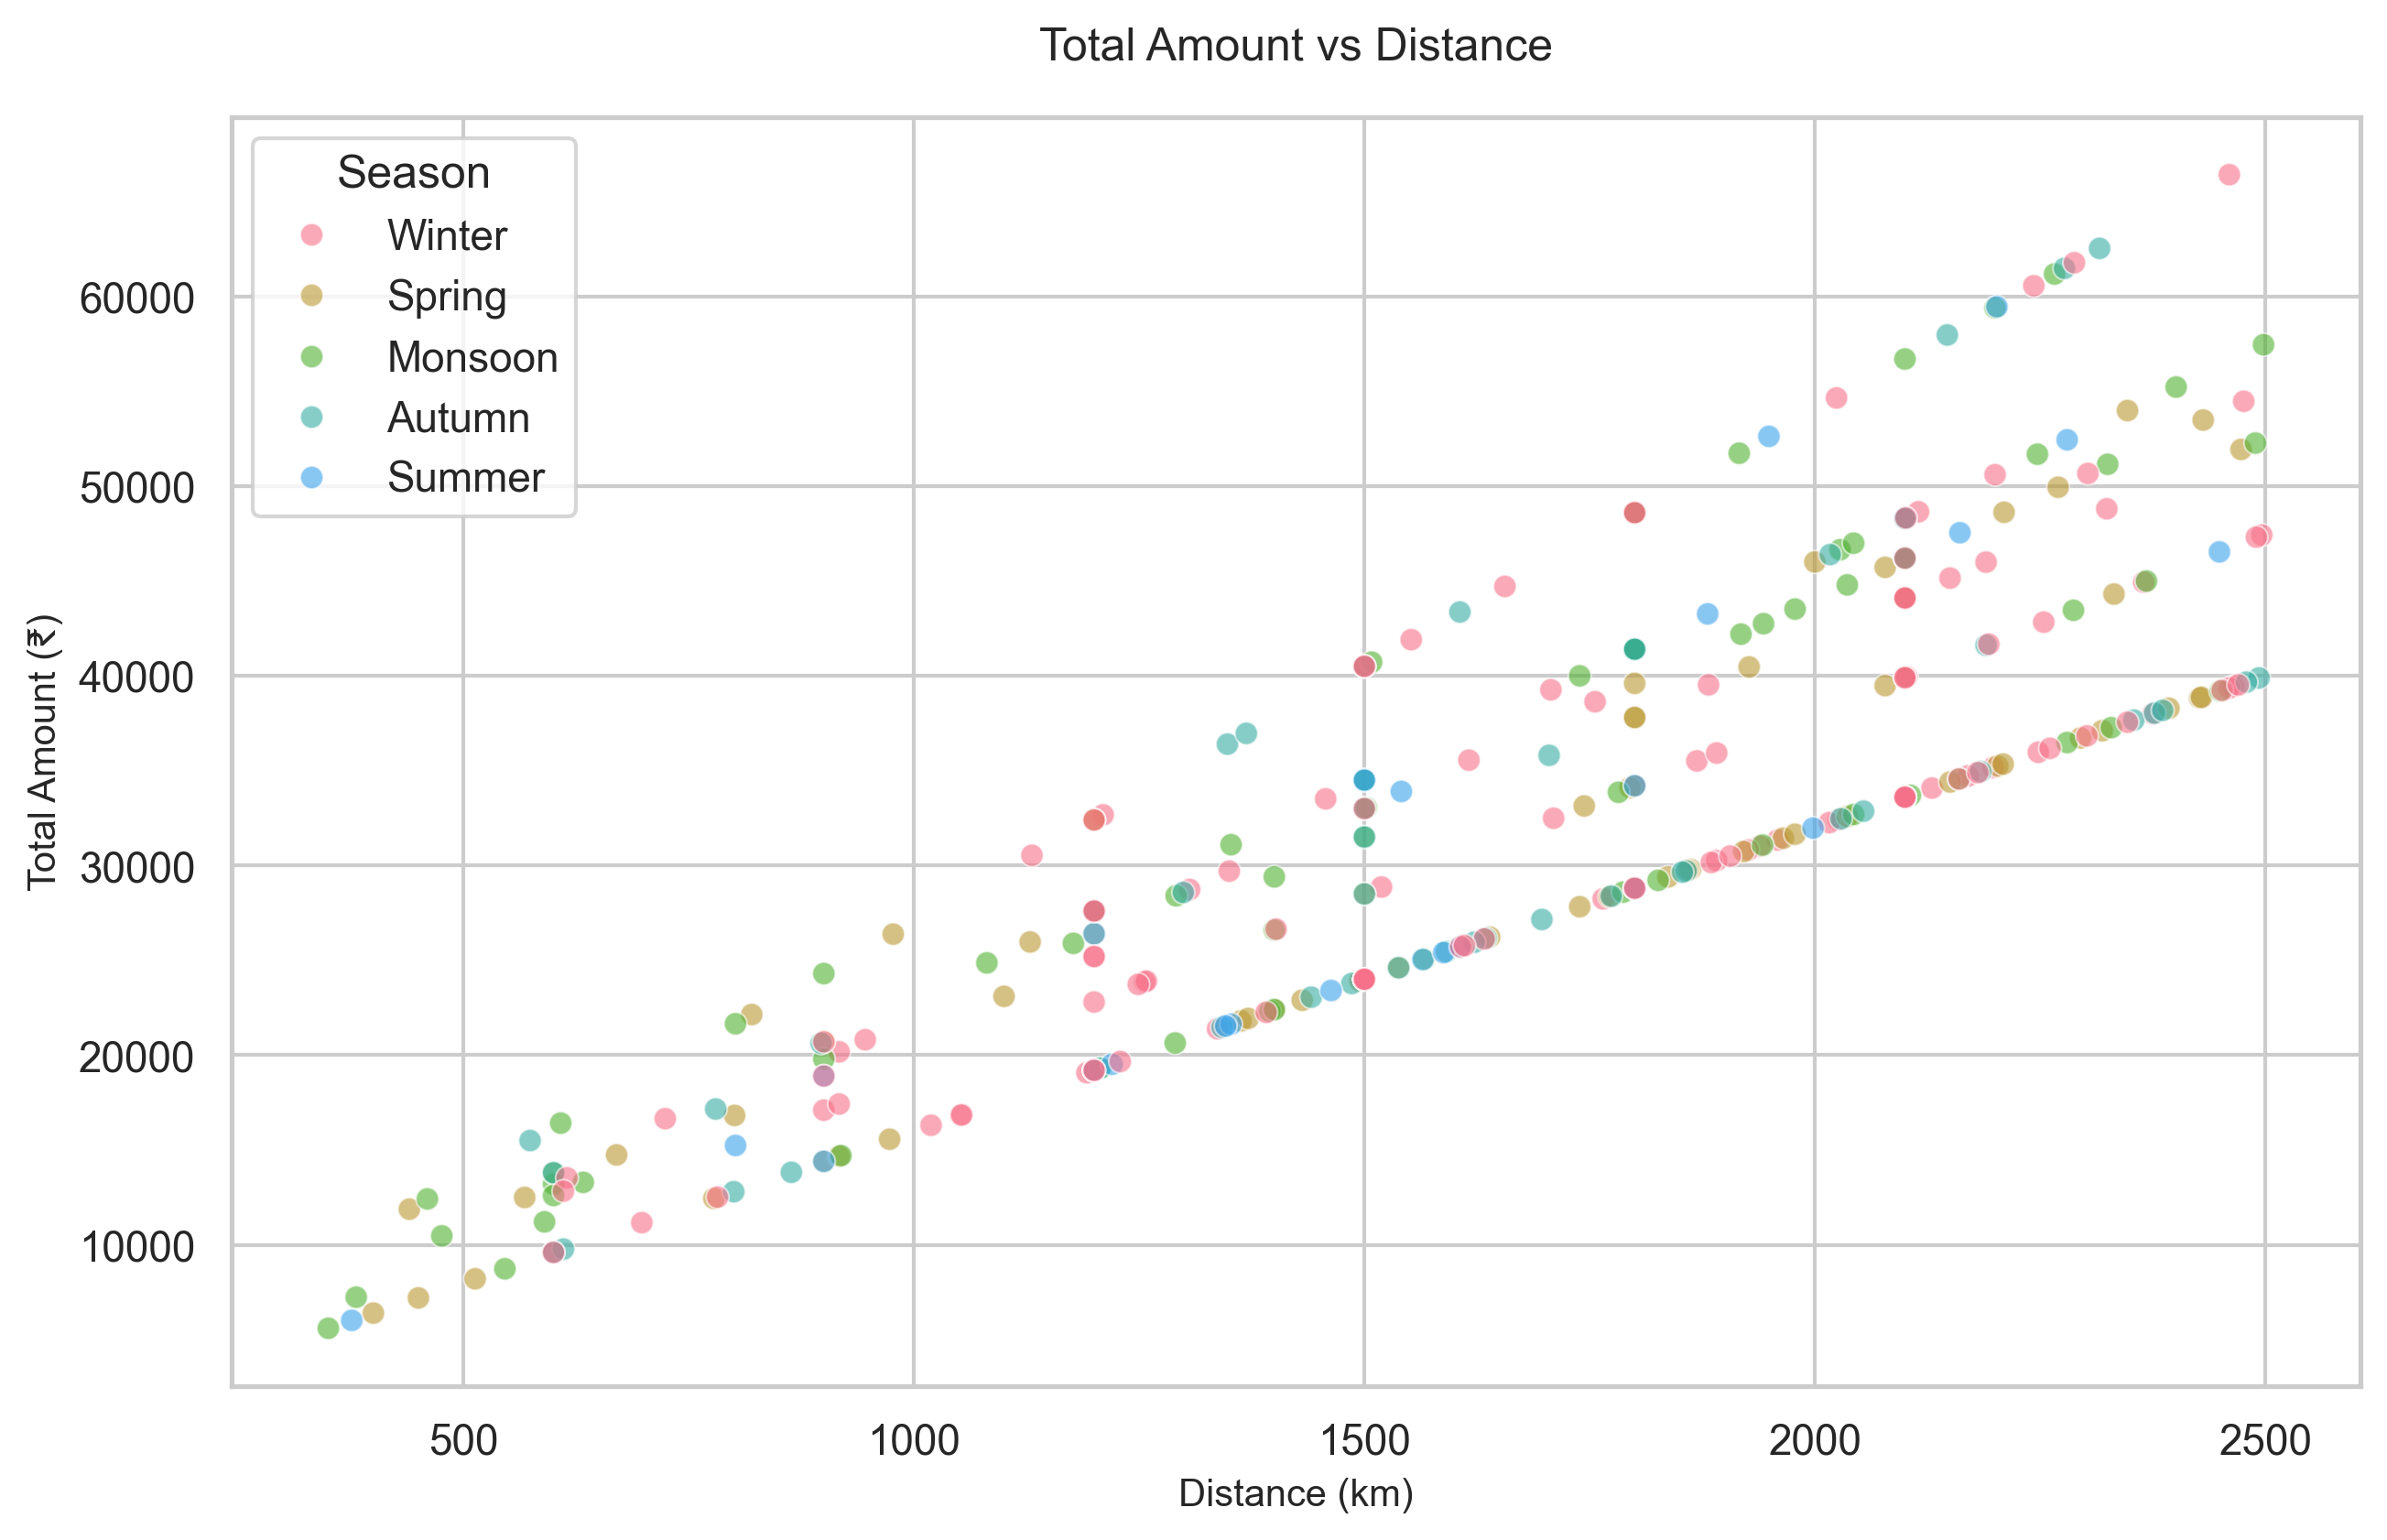 Total Amount vs Distance
Season
Winter
Spring
Monsoon
Autumn
Summer
60000
50000
40000
30000
20000
10000
Total Amount (₹)
500
1000
1500
2000
2500
Distance (km)